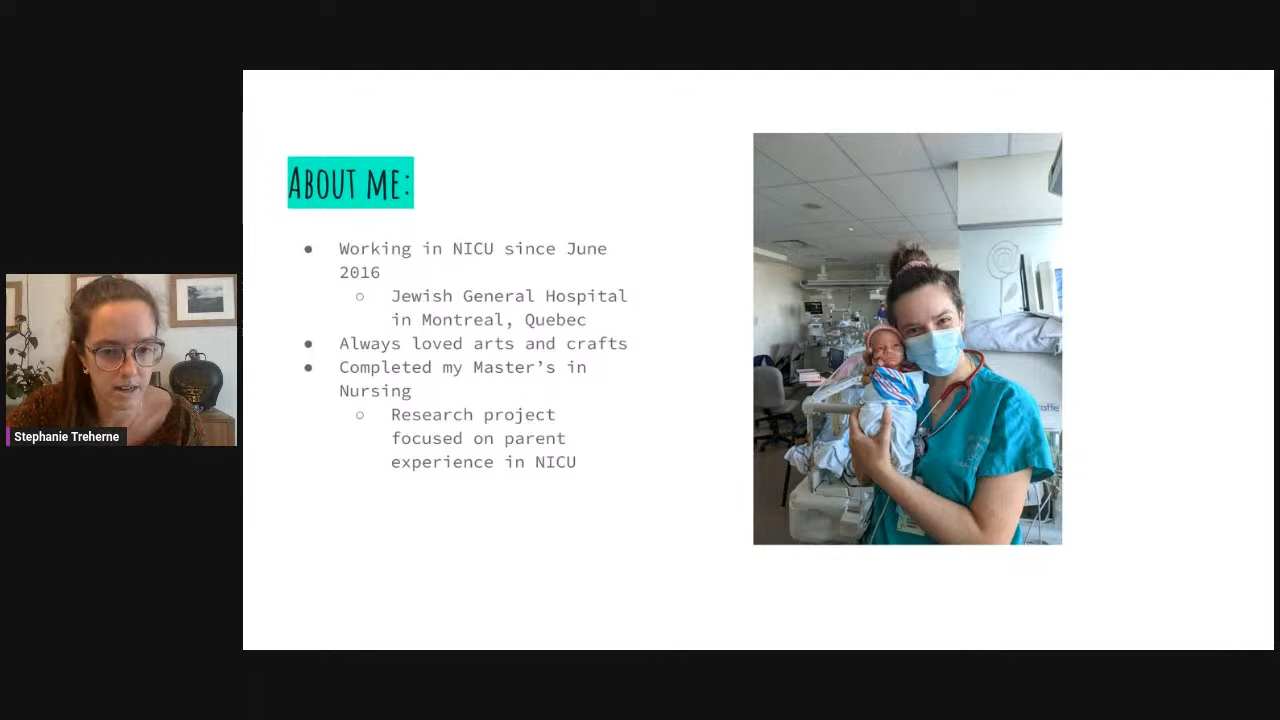 About me:
● Working in NICU since June
2016
○ Jewish General Hospital
in Montreal, Quebec
● Always loved arts and crafts
● Completed my Master’s in
Nursing
○ Research project
focused on parent
experience in NICU
Stephanie Treherne